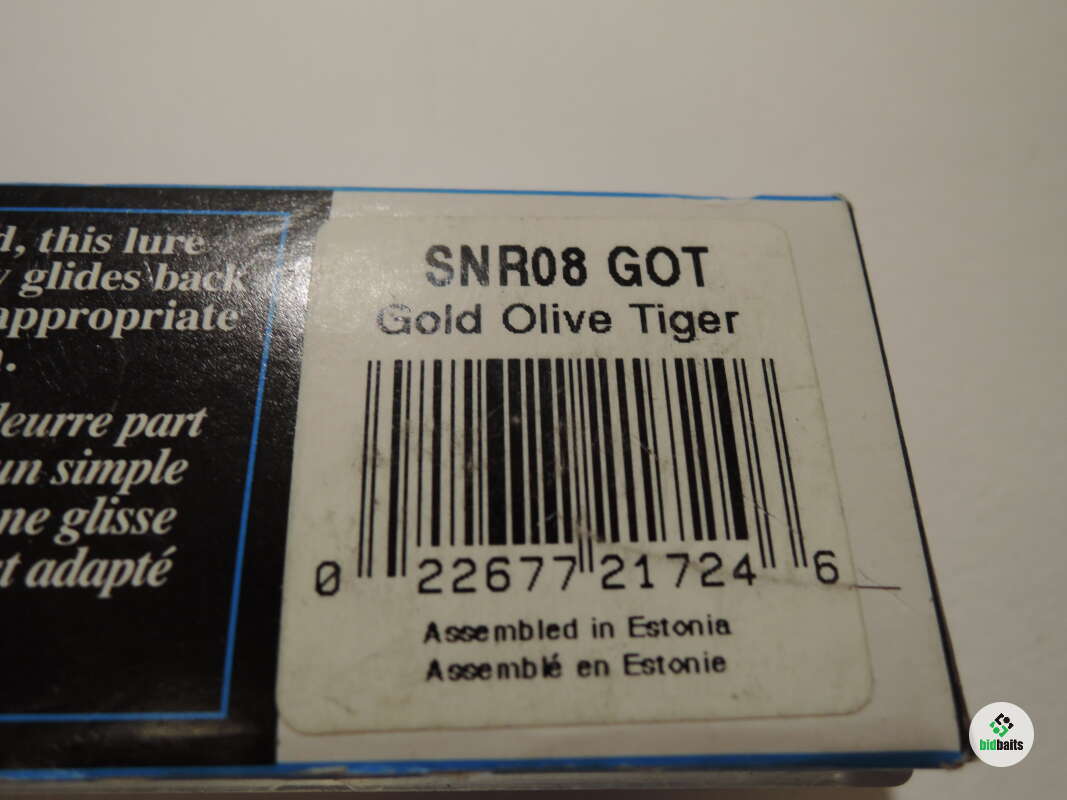 d, this lure
y glides back
appropriate
.
leurre part
un simple
ne glisse
t adapté
SNR08 GOT
Gold Olive Tiger
0 22677 21724 6
Assembled in Estonia
Assemblé en Estonie
bidbaits